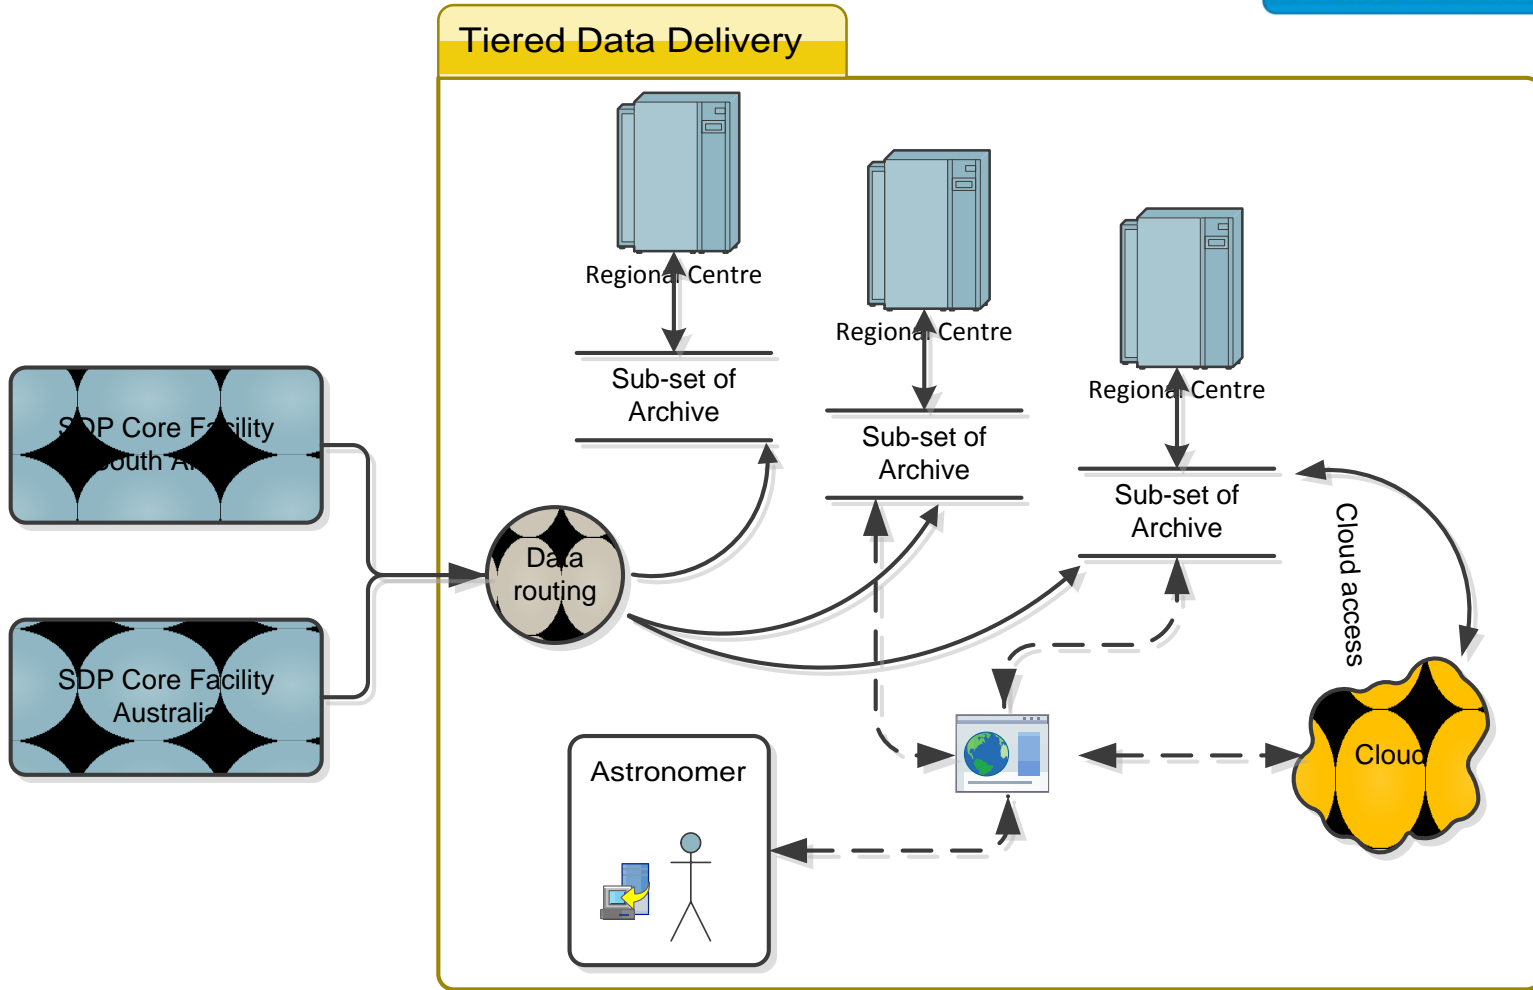 Tiered Data Delivery
Regional Centre
Regional Centre
Regional Centre
Sub-set of
Archive
Sub-set of
Archive
Sub-set of
Archive
SDP Core Facility
South
SDP Core Facility
Australia
Data
routing
Cloud access
Cloud
Astronomer